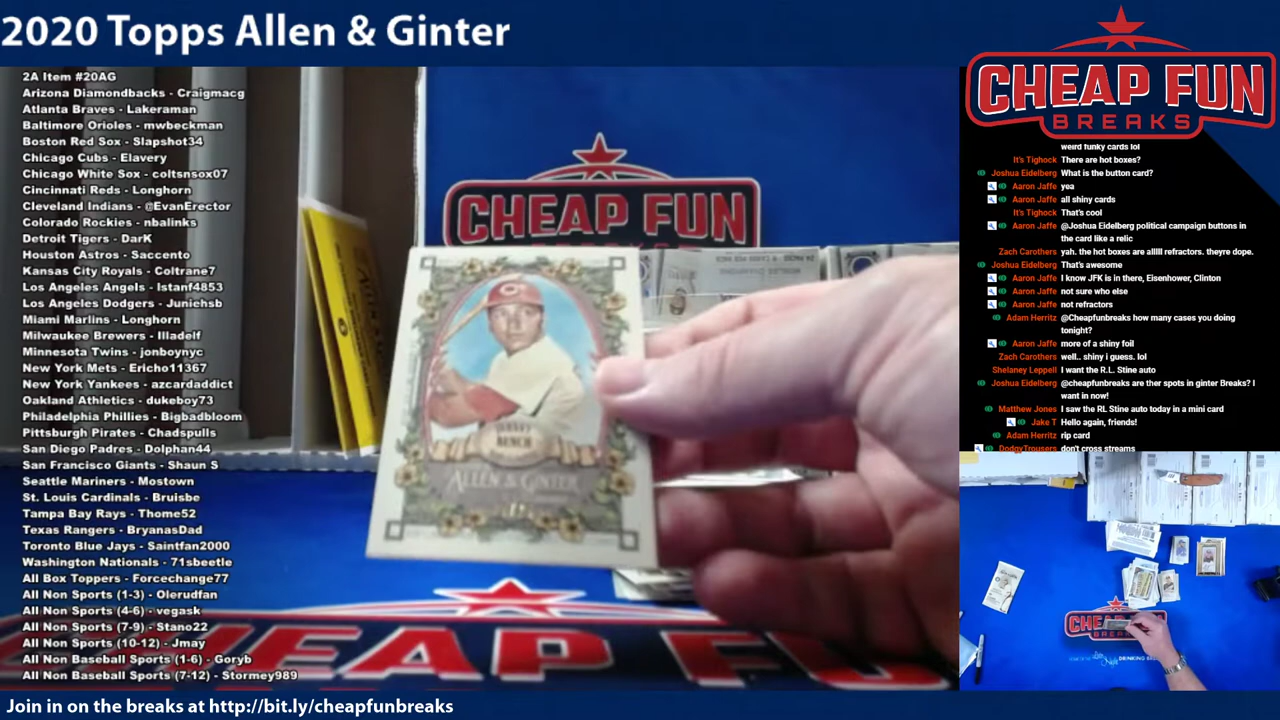 2020 Topps Allen & Ginter
CHEAP FUN
BREAKS
2A Item #20AG
Arizona Diamondbacks - Craigmacg
Atlanta Braves - Lakeraman
Baltimore Orioles - mwbeckman
Boston Red Sox - Slapshot34
Chicago Cubs - Elavery
Chicago White Sox - coltsnsox07
Cincinnati Reds - Longhorn
Cleveland Indians - @EvanErector
Colorado Rockies - nbalinks
Detroit Tigers - DarK
Houston Astros - Saccento
Kansas City Royals - Coltrane7
Los Angeles Angels - Istanf4853
Los Angeles Dodgers - Juniehsb
Miami Marlins - Longhorn
Milwaukee Brewers - Illadelf
Minnesota Twins - jonboynyc
New York Mets - Ericho11367
New York Yankees - azcardaddict
Oakland Athletics - dukeboy73
Philadelphia Phillies - Bigbadbloom
Pittsburgh Pirates - Chadspulls
San Diego Padres - Dolphan44
San Francisco Giants - Shaun S
Seattle Mariners - Mostown
St. Louis Cardinals - Bruisbe
Tampa Bay Rays - Thome52
Texas Rangers - BryanasDad
Toronto Blue Jays - Saintfan2000
Washington Nationals - 71sbeetle
All Box Toppers - Forcechange77
All Non Sports (1-3) - Olerudfan
All Non Sports (4-6) - vegask
All Non Sports (7-9) - Stano22
All Non Sports (10-12) - Jmay
All Non Baseball Sports (1-6) - Goryb
All Non Baseball Sports (7-12) - Stormey989
CHEAP FUN
C
JOHNNY
BENCH
ALLEN & GINTER
CHEAP FU
weird funky cards lol
It's Tighock There are hot boxes?
Joshua Eidelberg What is the button card?
Aaron Jaffe yea
Aaron Jaffe all shiny cards
It's Tighock That's cool
Aaron Jaffe @Joshua Eidelberg political campaign buttons in
the card like a relic
Zach Carothers yah. the hot boxes are alllll refractors. theyre dope.
Joshua Eidelberg That's awesome
Aaron Jaffe I know JFK is in there, Eisenhower, Clinton
Aaron Jaffe not sure who else
Aaron Jaffe not refractors
Adam Herritz @Cheapfunbreaks how many cases you doing
tonight?
Aaron Jaffe more of a shiny foil
Zach Carothers well.. shiny i guess. lol
Shelaney Leppell I want the R.L. Stine auto
Joshua Eidelberg @cheapfunbreaks are ther spots in ginter Breaks? I
want in now!
Matthew Jones I saw the RL Stine auto today in a mini card
Jake T Hello again, friends!
Adam Herritz rip card
DodgyTrousers don't cross streams
Join in on the breaks at http://bit.ly/cheapfunbreaks